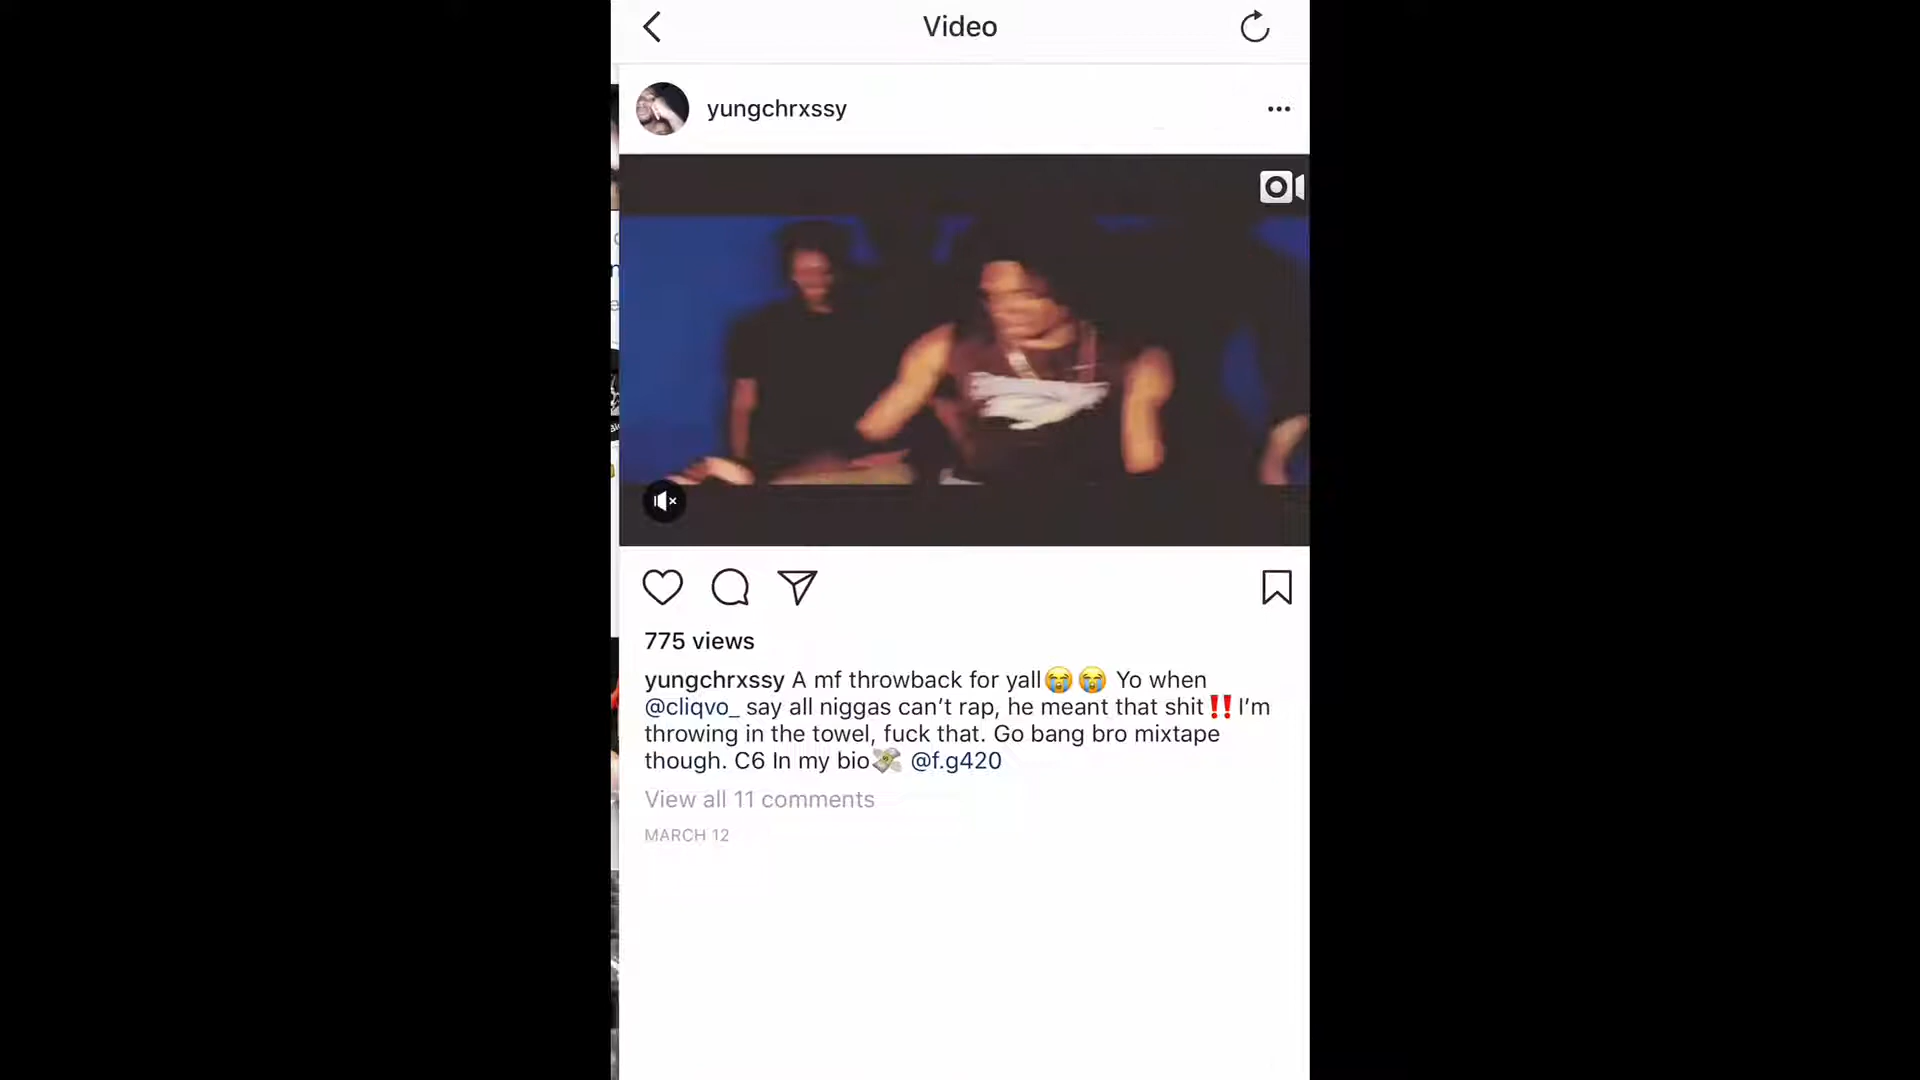 Video
yungchrxssy
775 views
yungchrxssy A mf throwback for yall😭😭 Yo when
@cliqvo_ say all niggas can’t rap, he meant that shit‼️I’m
throwing in the towel, fuck that. Go bang bro mixtape
though. C6 In my bio💸 @f.g420
View all 11 comments
MARCH 12